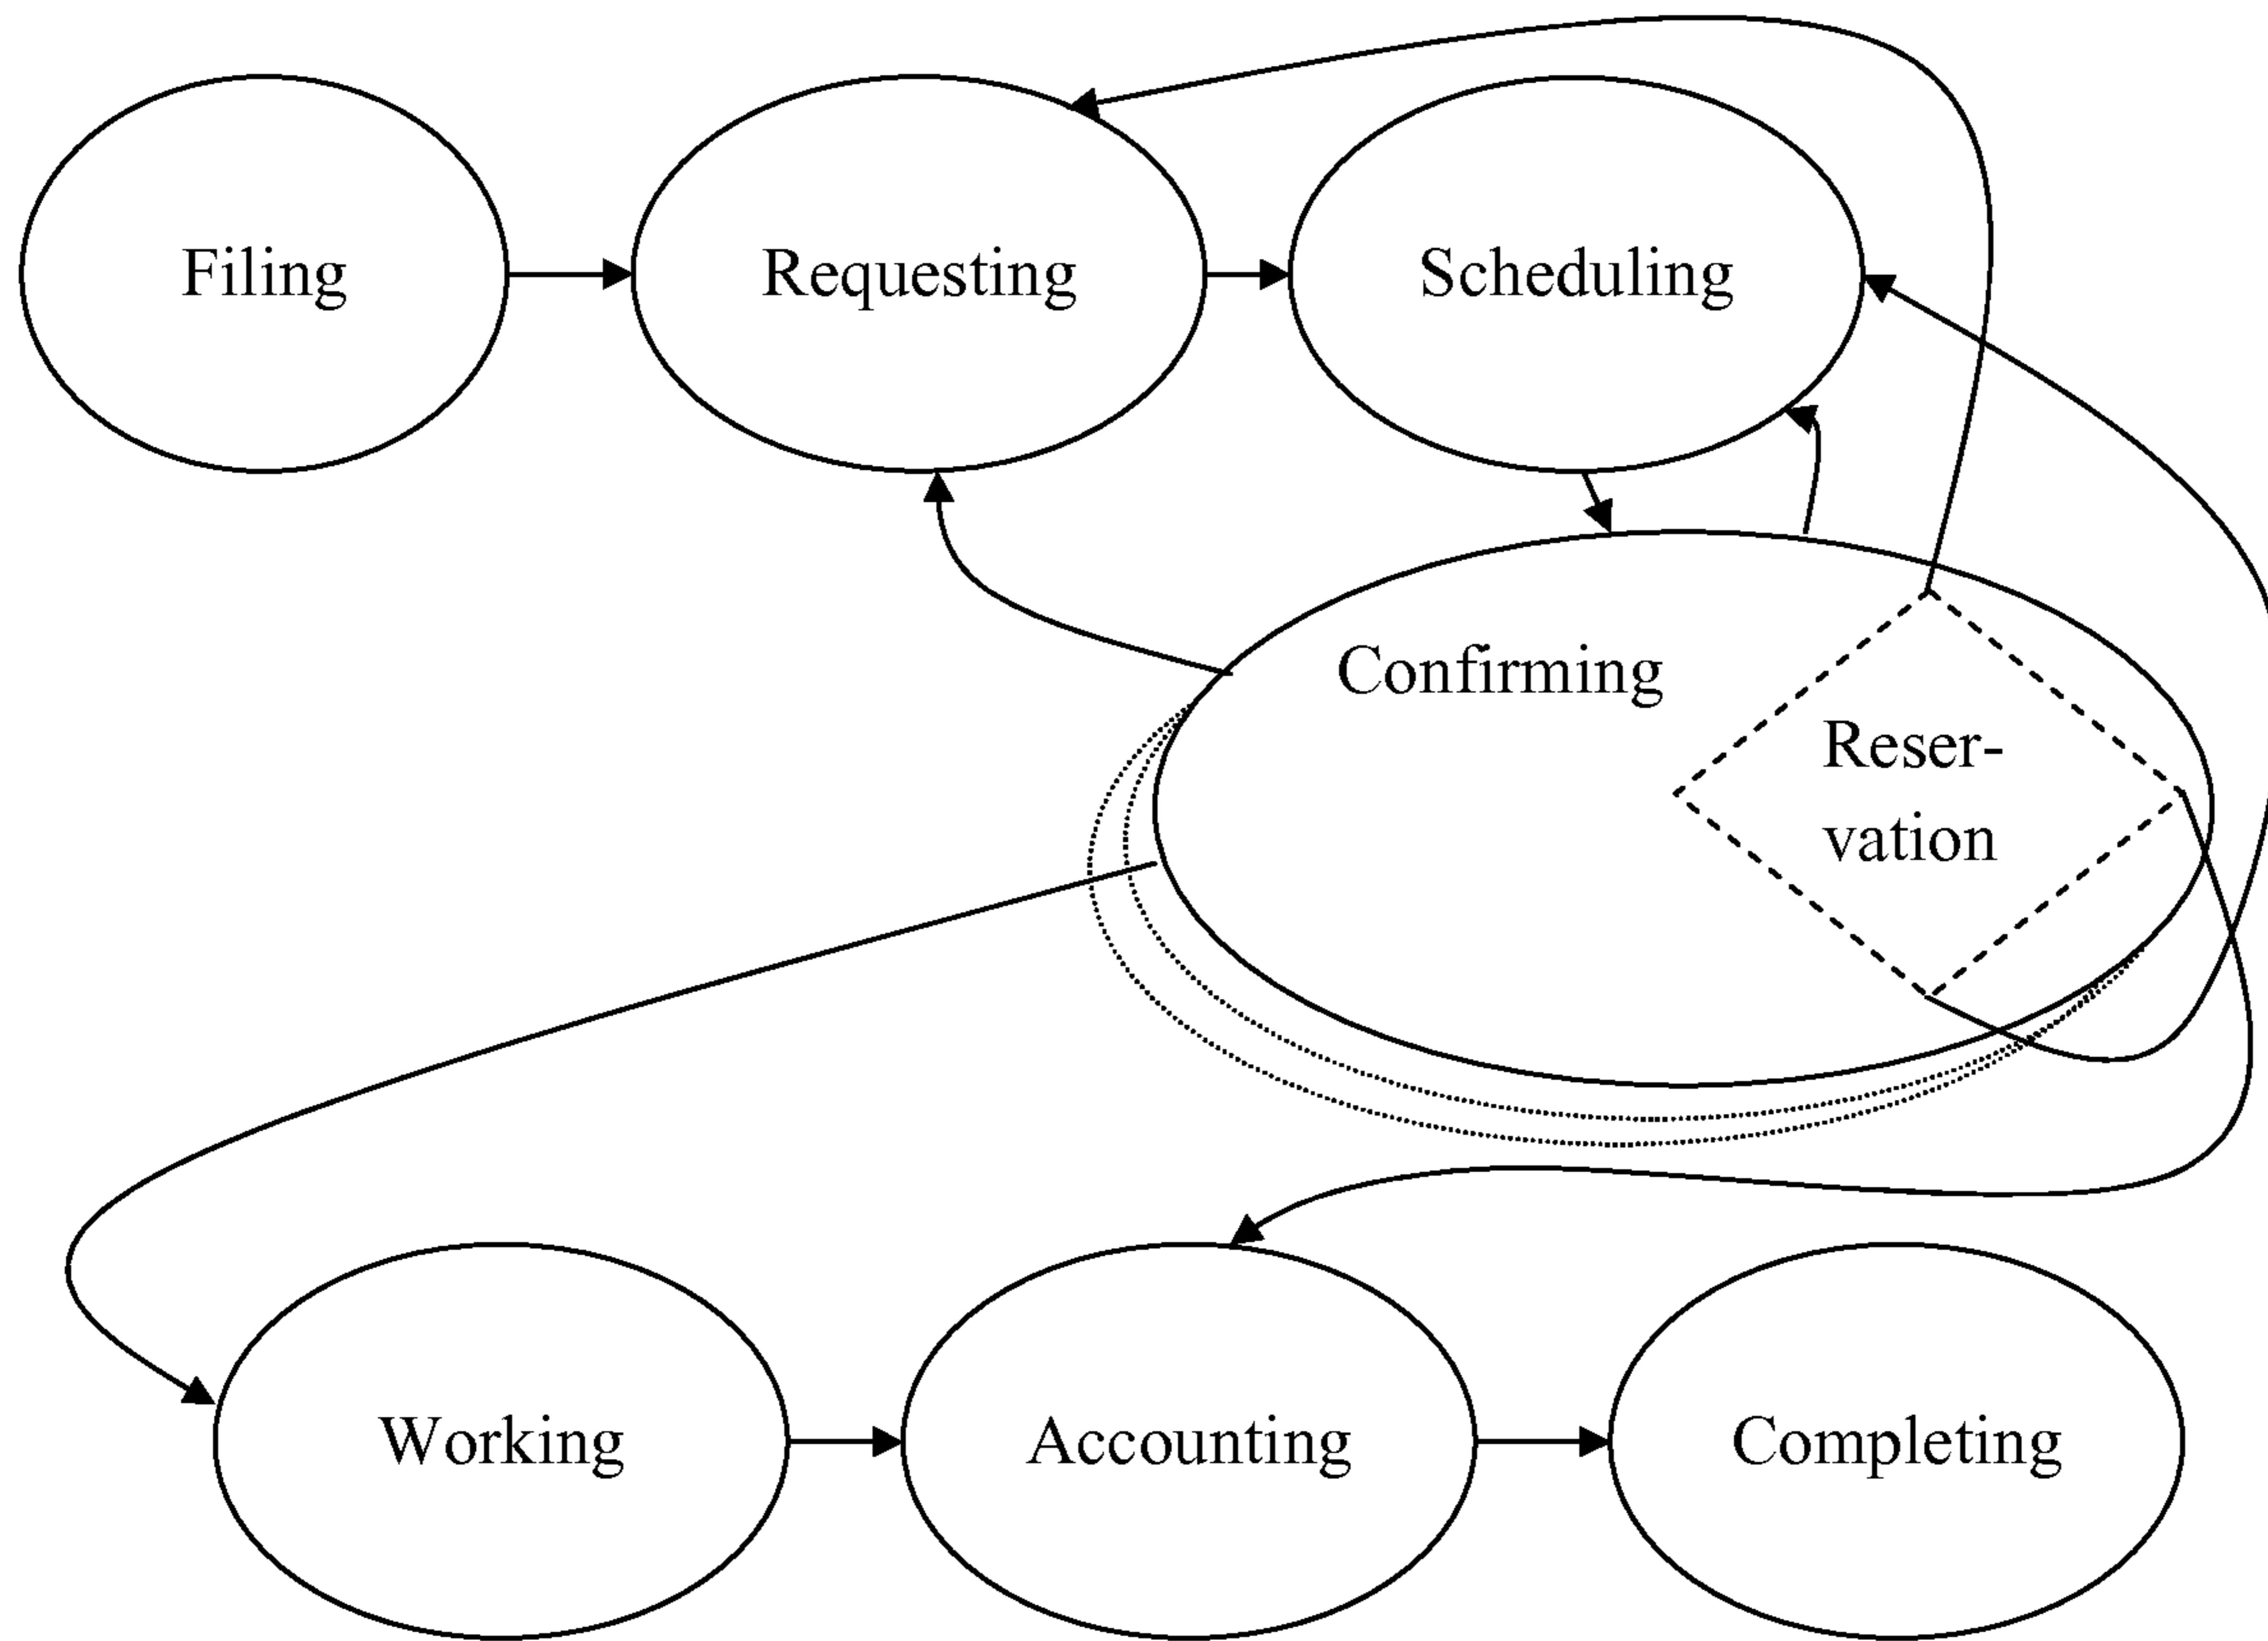 Filing
Requesting
Scheduling
Confirming
Reser-
vation
Working
Accounting
Completing